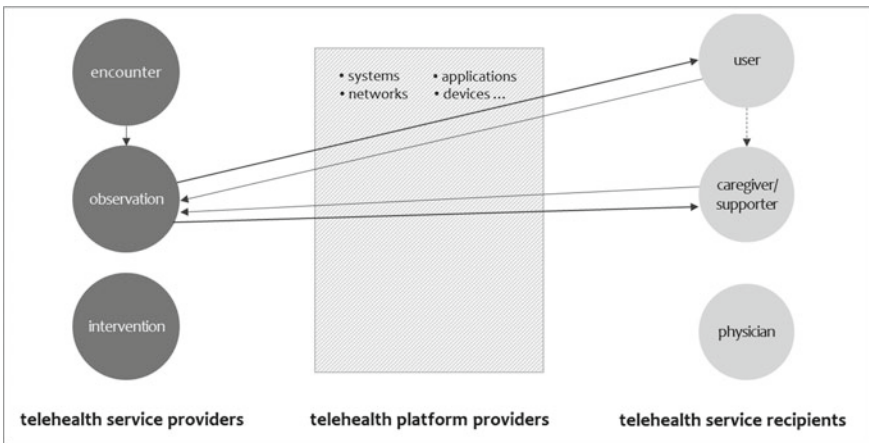 encounter
observation
intervention
telehealth service providers
• systems • applications
• networks • devices ...
telehealth platform providers
user
caregiver/
supporter
physician
telehealth service recipients